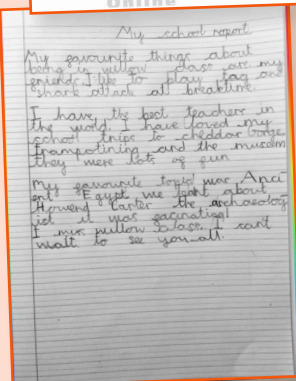 Online
My school report
My favourite things about
being in willow class are my
friends. I like to play tag and
shark attack at breaktime.
I have the best teachers in
the world. I have loved my
school trips to cheddar Gorge,
trampolining and the museum
they were lots of fun
My favourite topic was Anci-
ent Egypt we leant about
Howerd Carter the archaeolog
ist it was facinating!
I miss willow class. I can't
wait to see you all.